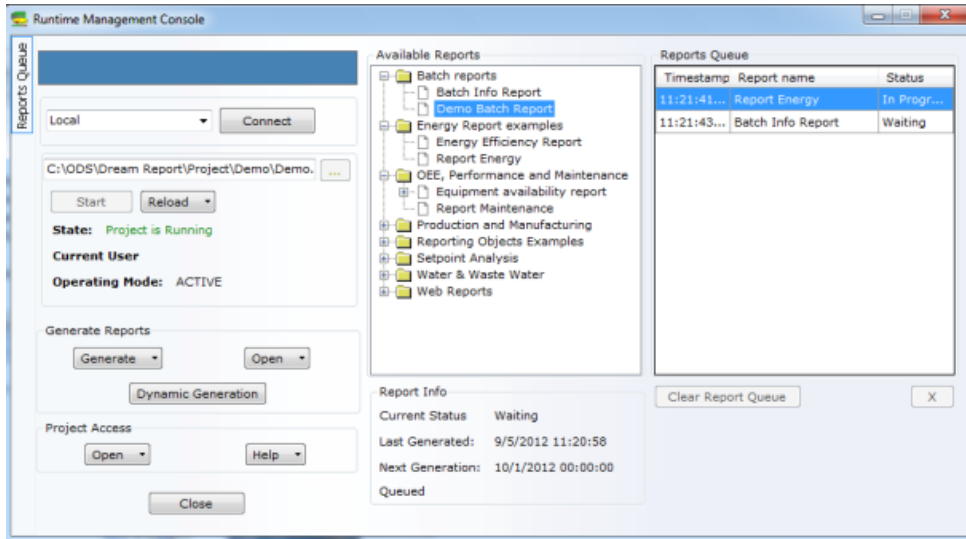 Runtime Management Console
Reports Queue
Local
Connect
C:\ODS\Dream Report\Project\Demo\Demo.
...
Start
Reload
State: Project is Running
Current User
Operating Mode: ACTIVE
Generate Reports
Generate
Open
Dynamic Generation
Project Access
Open
Help
Close
Available Reports
Batch reports
Batch Info Report
Demo Batch Report
Energy Report examples
Energy Efficiency Report
Report Energy
OEE, Performance and Maintenance
Equipment availability report
Report Maintenance
Production and Manufacturing
Reporting Objects Examples
Setpoint Analysis
Water & Waste Water
Web Reports
Report Info
Current Status Waiting
Last Generated: 9/5/2012 11:20:58
Next Generation: 10/1/2012 00:00:00
Queued
Reports Queue
Timestamp Report name Status
11:21:41... Report Energy In Progr...
11:21:43... Batch Info Report Waiting
Clear Report Queue
X